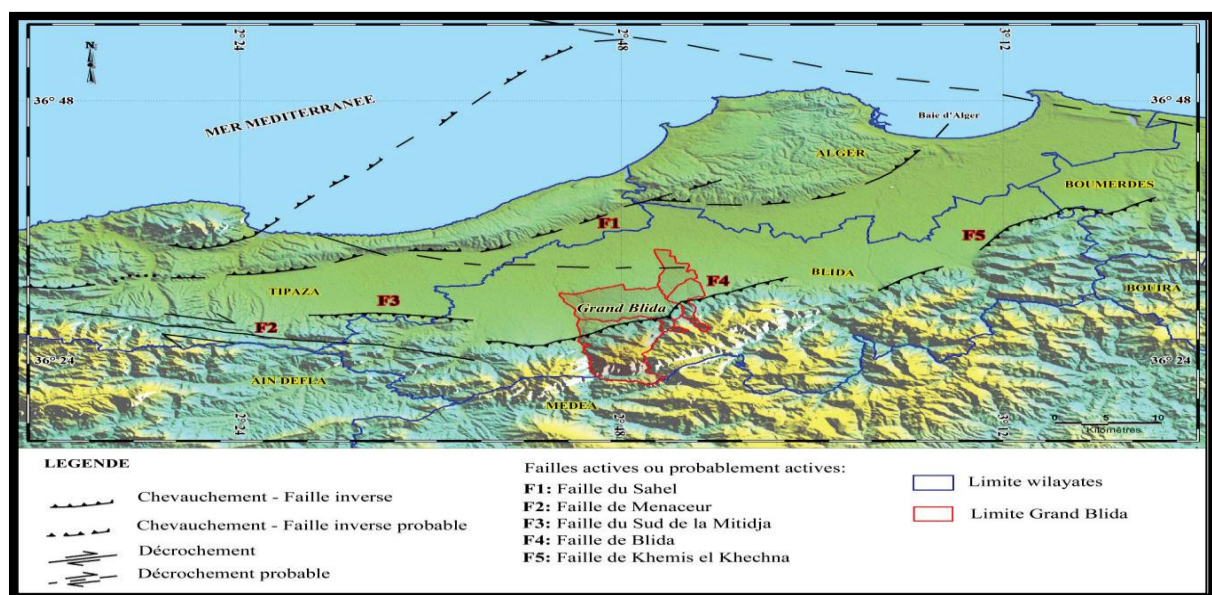 2° 24
2° 48
3° 12
N
36° 48
36° 48
MER MEDITERRANEE
Baie d'Alger
ALGER
BOUMERDES
F1
F5
F4
BLIDA
BOUIRA
TIPAZA
F3
Grand Blida
F2
36° 24
36° 24
AIN DEFLA
MEDEA
2° 24
2° 48
3° 12
0 5 10
Kilomètres
LEGENDE
Chevauchement - Faille inverse
Chevauchement - Faille inverse probable
Décrochement
Décrochement probable
Failles actives ou probablement actives:
F1: Faille du Sahel
F2: Faille de Menaceur
F3: Faille du Sud de la Mitidja
F4: Faille de Blida
F5: Faille de Khemis el Khechna
Limite wilayates
Limite Grand Blida